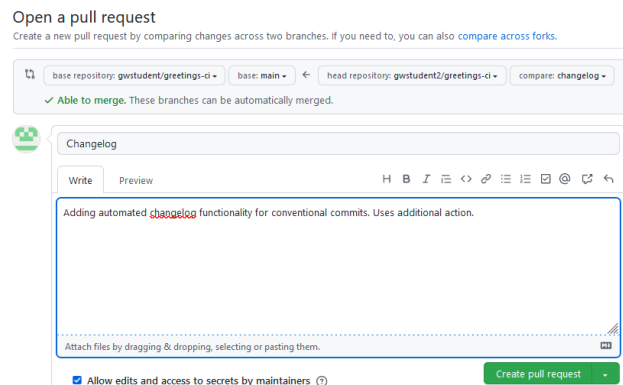 Open a pull request
Create a new pull request by comparing changes across two branches. If you need to, you can also compare across forks.
base repository: gwstudent/greetings-ci base: main head repository: gwstudent2/greetings-ci compare: changelog
Able to merge. These branches can be automatically merged.
Changelog
Write Preview
Adding automated changelog functionality for conventional commits. Uses additional action.
Attach files by dragging & dropping, selecting or pasting them.
Create pull request
Allow edits and access to secrets by maintainers